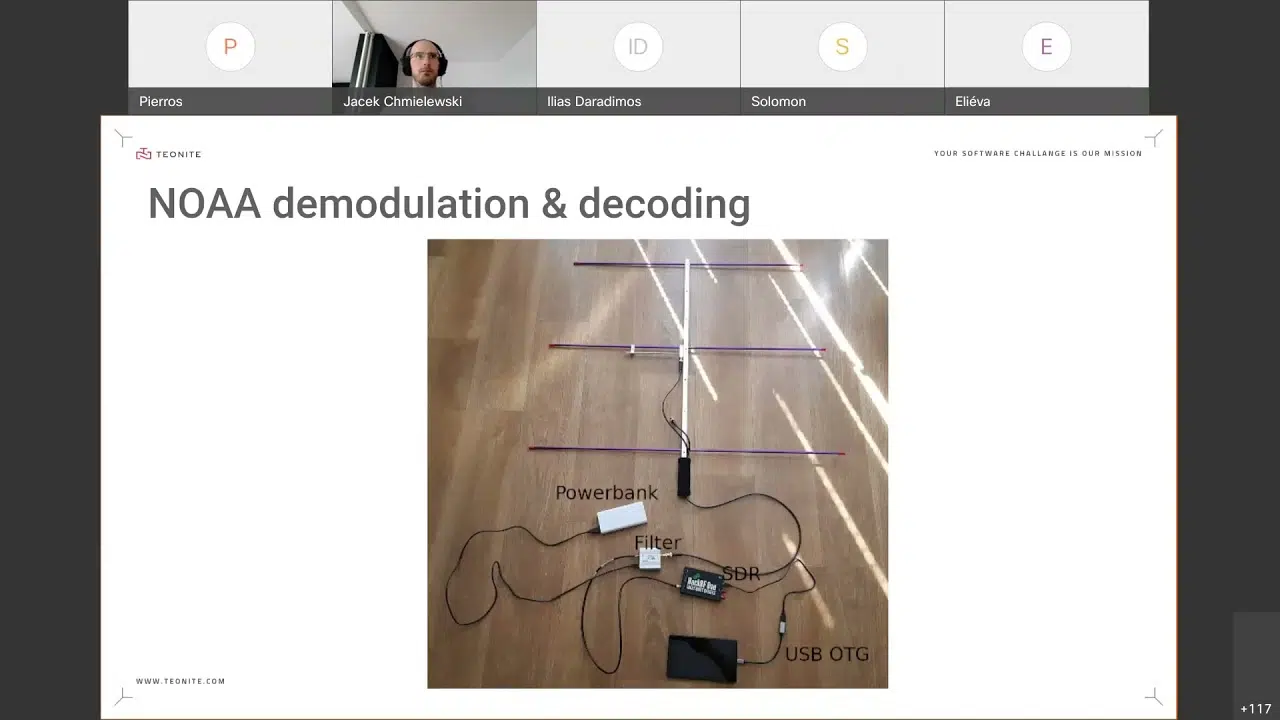 P
ID
S
E
Pierros
Jacek Chmielewski
Ilias Daradimos
Solomon
Eliéva
TEONITE
YOUR SOFTWARE CHALLANGE IS OUR MISSION
NOAA demodulation & decoding
Powerbank
Filter
SDR
HackRF One
USB OTG
WWW.TEONITE.COM
+117